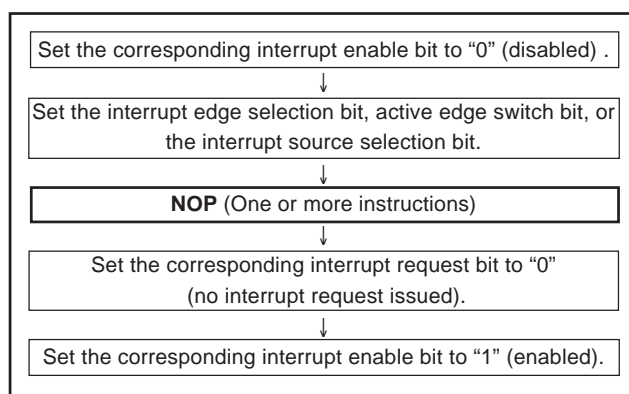 Set the corresponding interrupt enable bit to “0” (disabled) .
↓
Set the interrupt edge selection bit, active edge switch bit, or
the interrupt source selection bit.
↓
NOP (One or more instructions)
↓
Set the corresponding interrupt request bit to “0”
(no interrupt request issued).
↓
Set the corresponding interrupt enable bit to “1” (enabled).